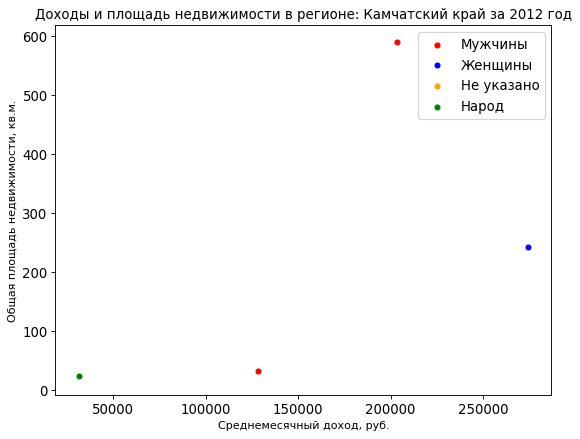 Доходы и площадь недвижимости в регионе: Камчатский край за 2012 год
Мужчины
Женщины
Не указано
Народ
600
500
400
300
200
100
0
Общая площадь недвижимости, кв.м.
50000 100000 150000 200000 250000
Среднемесячный доход, руб.